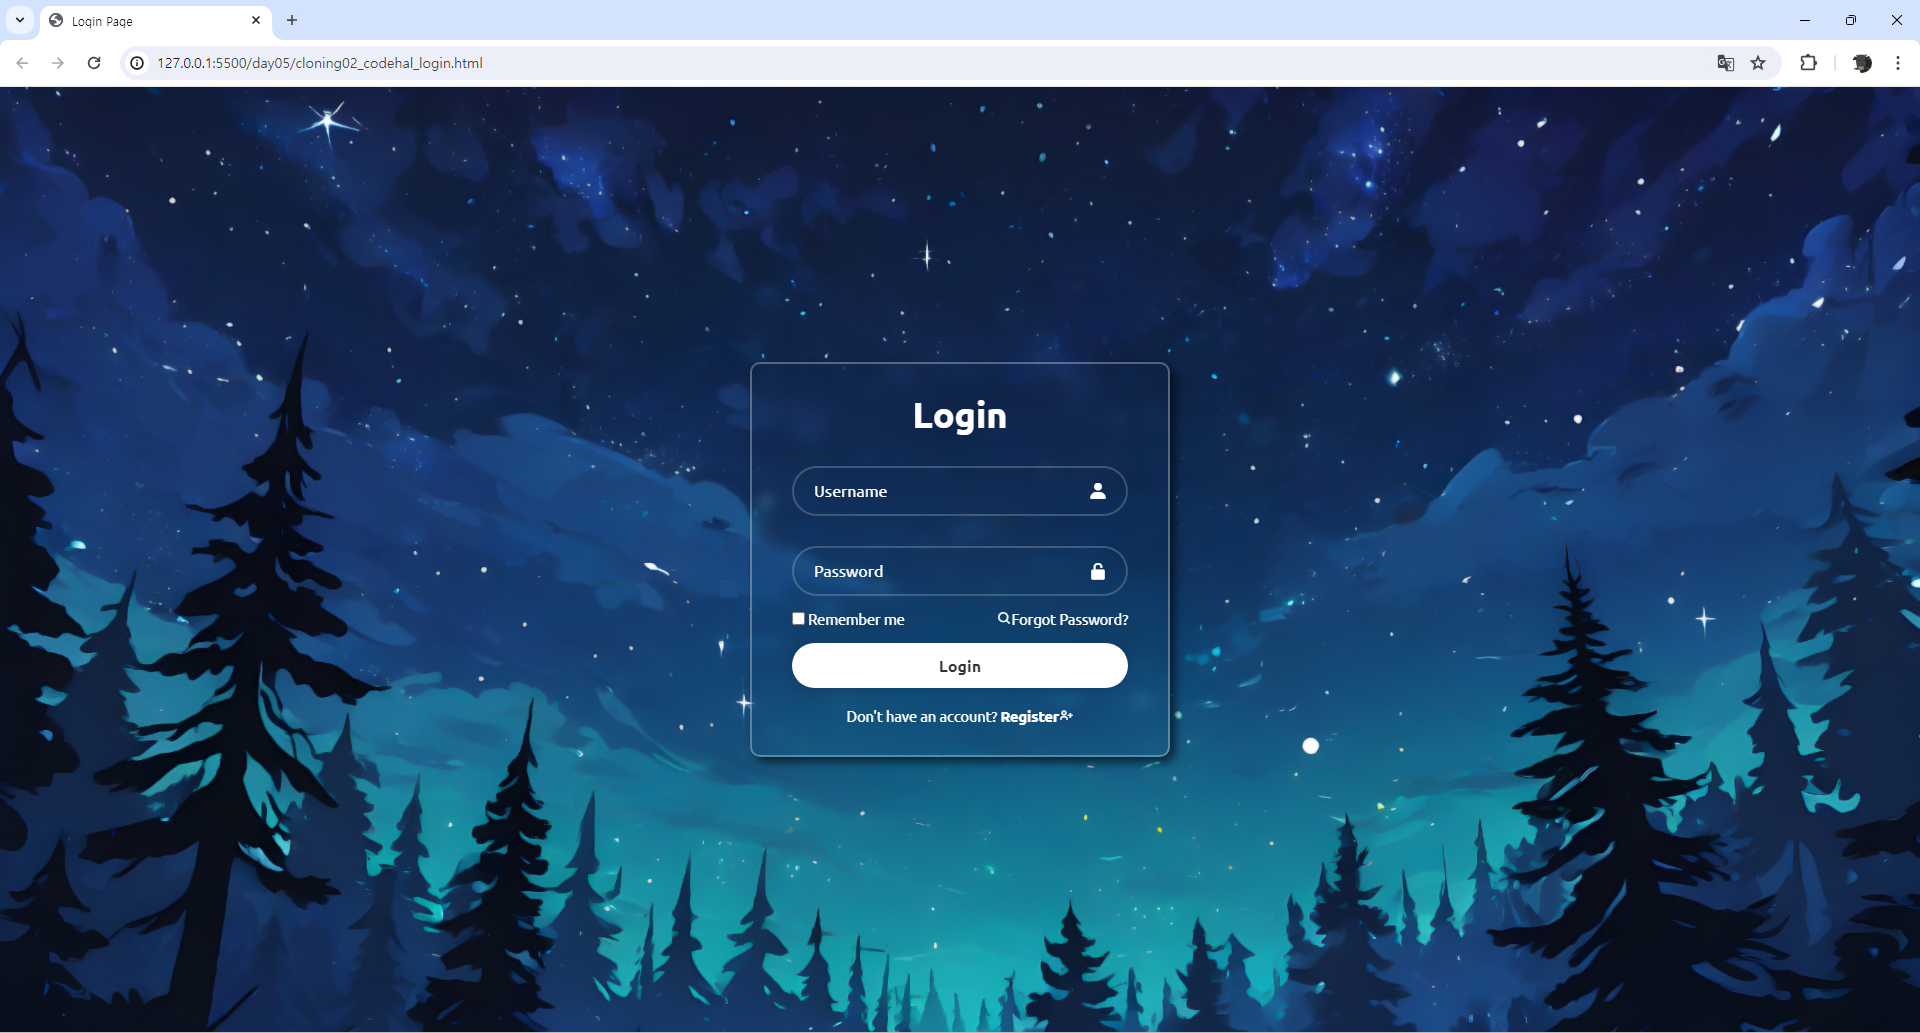 Login Page
127.0.0.1:5500/day05/cloning02_codehal_login.html
Login
Username
Password
Remember me Forgot Password?
Login
Don't have an account? Register